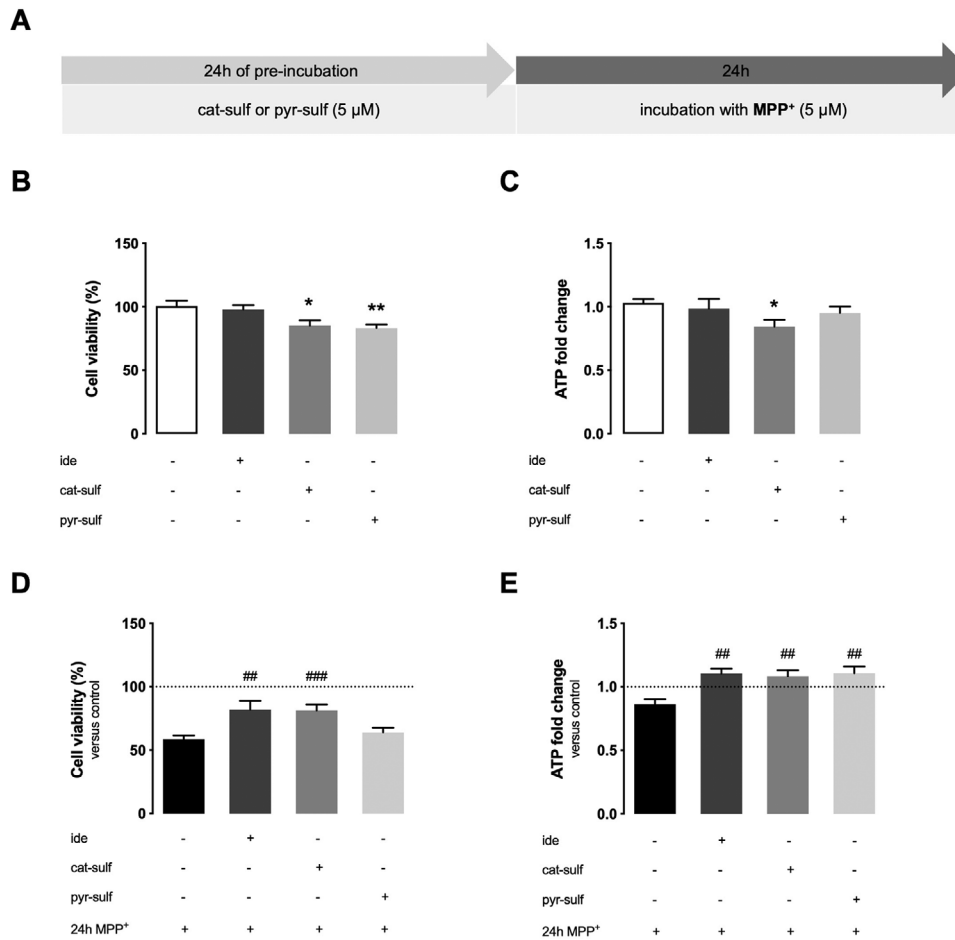 A
24h of pre-incubation
24h
cat-sulf or pyr-sulf (5 µM)
incubation with MPP⁺ (5 µM)
B
C
Cell viability (%)
150
100
50
0
*
**
ide - + - -
cat-sulf - - + -
pyr-sulf - - - +
ATP fold change
1.5
1.0
0.5
0.0
*
ide - + - -
cat-sulf - - + -
pyr-sulf - - - +
D
E
Cell viability (%)
versus control
150
100
50
0
##
###
ide - + - -
cat-sulf - - + -
pyr-sulf - - - +
24h MPP⁺ + + + +
ATP fold change
versus control
1.5
1.0
0.5
0.0
##
##
##
ide - + - -
cat-sulf - - + -
pyr-sulf - - - +
24h MPP⁺ + + + +